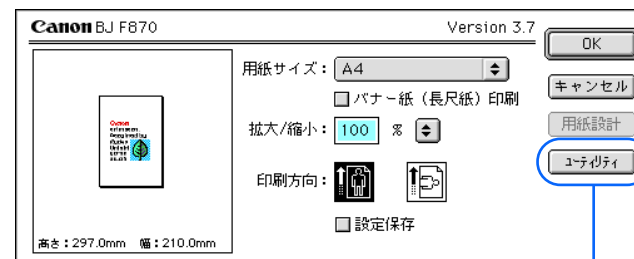 Canon BJ F870
Version 3.7
OK
用紙サイズ： A4
キャンセル
バナー紙（長尺紙）印刷
用紙設計
拡大/縮小： 100 %
ユーティリティ
印刷方向：
設定保存
高さ：297.0mm 幅：210.0mm
Canon